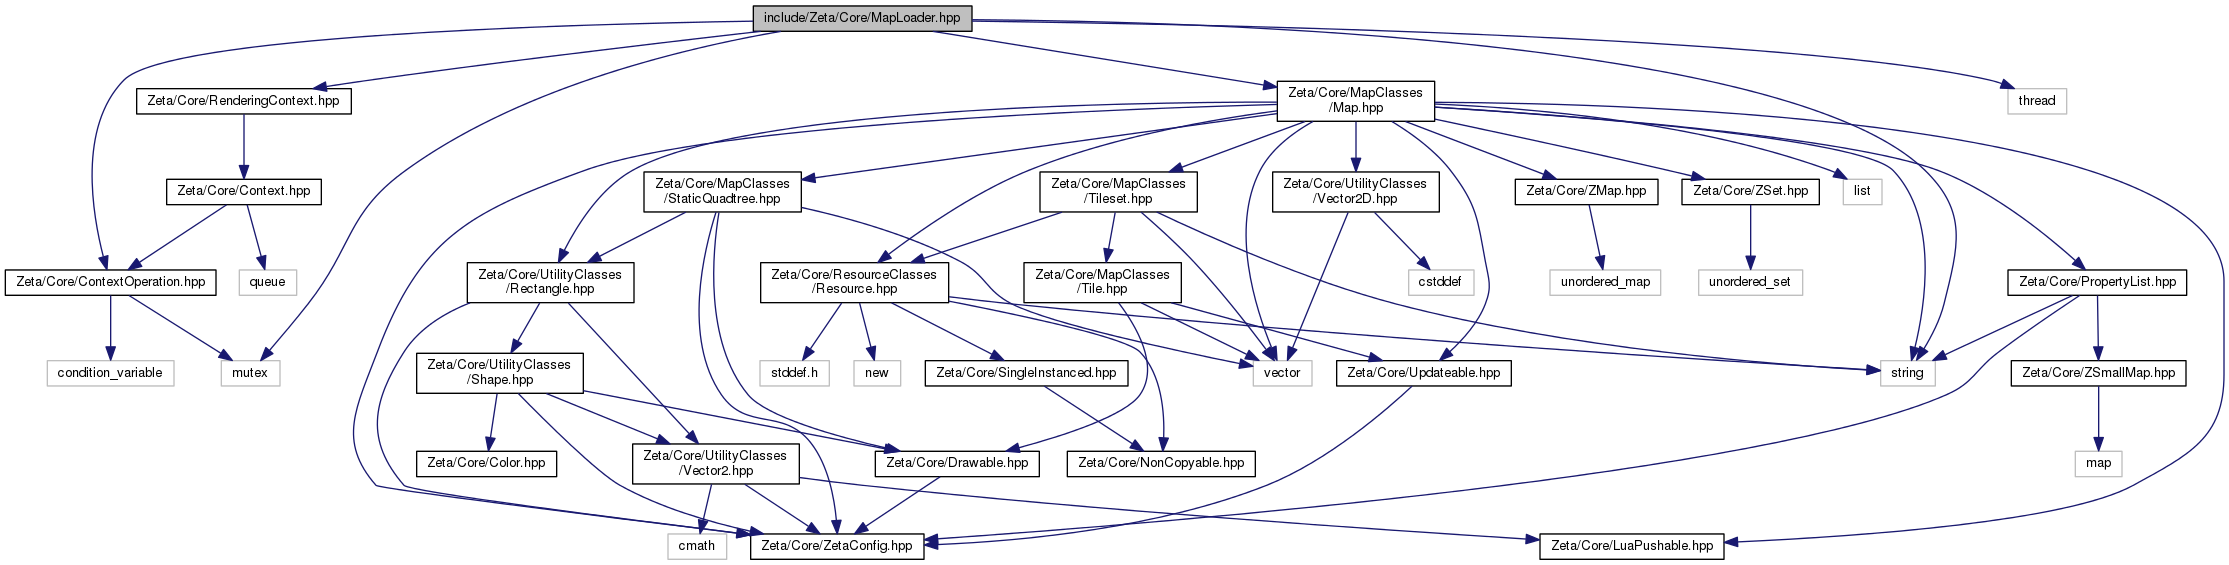 include/Zeta/Core/MapLoader.hpp
Zeta/Core/RenderingContext.hpp
Zeta/Core/MapClasses
/Map.hpp
thread
Zeta/Core/Context.hpp
Zeta/Core/MapClasses
/StaticQuadtree.hpp
Zeta/Core/MapClasses
/Tileset.hpp
Zeta/Core/UtilityClasses
/Vector2D.hpp
Zeta/Core/ZMap.hpp
Zeta/Core/ZSet.hpp
list
Zeta/Core/ContextOperation.hpp
queue
Zeta/Core/UtilityClasses
/Rectangle.hpp
Zeta/Core/ResourceClasses
/Resource.hpp
Zeta/Core/MapClasses
/Tile.hpp
cstddef
unordered_map
unordered_set
Zeta/Core/PropertyList.hpp
condition_variable
mutex
Zeta/Core/UtilityClasses
/Shape.hpp
stddef.h
new
Zeta/Core/SingleInstanced.hpp
vector
Zeta/Core/Updateable.hpp
string
Zeta/Core/ZSmallMap.hpp
Zeta/Core/Color.hpp
Zeta/Core/UtilityClasses
/Vector2.hpp
Zeta/Core/Drawable.hpp
Zeta/Core/NonCopyable.hpp
map
cmath
Zeta/Core/ZetaConfig.hpp
Zeta/Core/LuaPushable.hpp